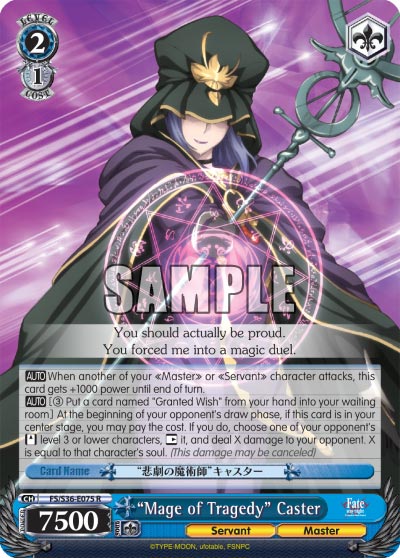 LEVEL
2
1
COST
SAMPLE
You should actually be proud.
You forced me into a magic duel.
AUTO When another of your «Master» or «Servant» character attacks, this
card gets +1000 power until end of turn.
AUTO [③ Put a card named "Granted Wish" from your hand into your waiting
room] At the beginning of your opponent's draw phase, if this card is in your
center stage, you may pay the cost. If you do, choose one of your opponent's
level 3 or lower characters, and it, and deal X damage to your opponent.
X is equal to that character's soul. (This damage may be canceled)
Card Name
"悲劇の魔術師" キャスター
CH
FS/S36-E075 R
POWER
7500
SOUL
"Mage of Tragedy" Caster
Fate
Servant
Master
©TYPE-MOON, ufotable, FSNPC